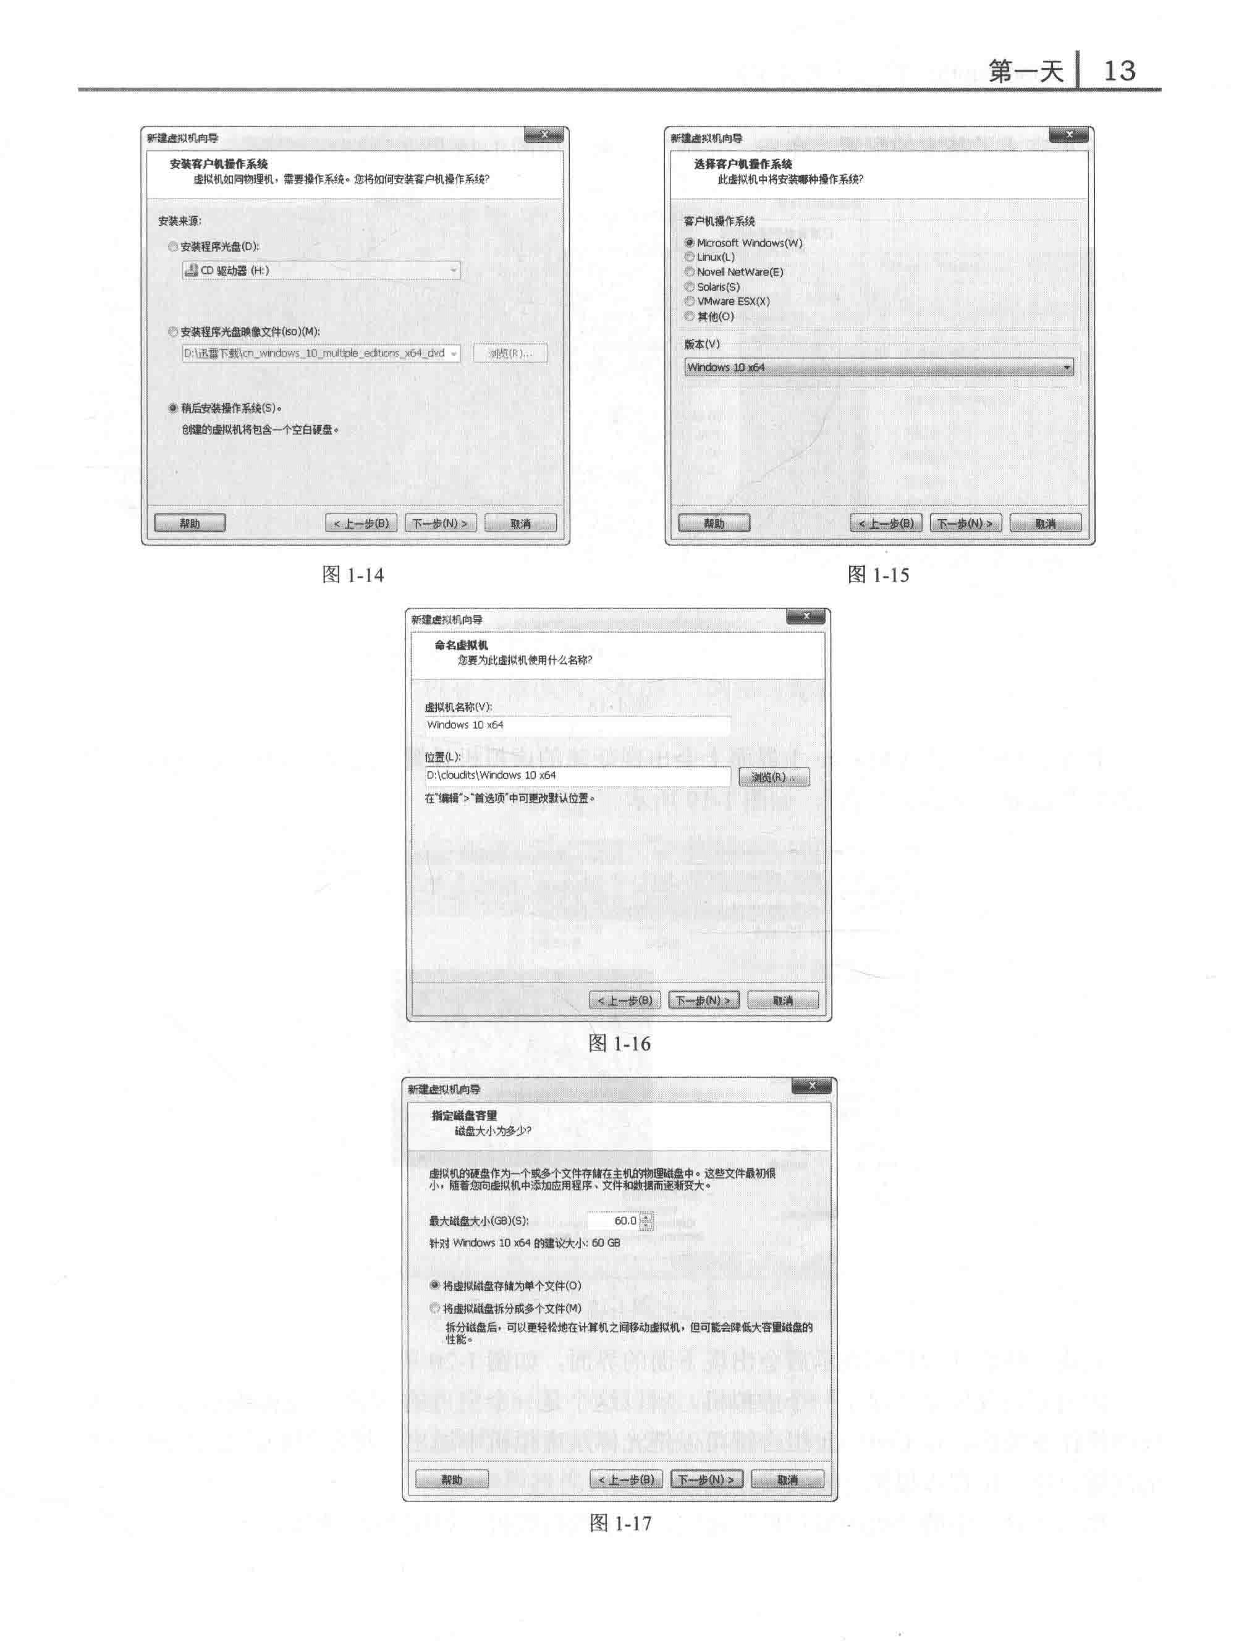 第一天 13
新建虚拟机向导
安装客户机操作系统
虚拟机如同物理机，需要操作系统。您将如何安装客户机操作系统?
安装来源:
安装程序光盘(D):
CD 驱动器 (H:)
安装程序光盘映像文件(iso)(M):
D:\迅雷下载\cn_windows_10_multiple_editions_x64_dvd
浏览(R)...
稍后安装操作系统(S)。
创建的虚拟机将包含一个空白硬盘。
帮助
< 上一步(B)
下一步(N) >
取消
图 1-14
新建虚拟机向导
选择客户机操作系统
此虚拟机中将安装哪种操作系统?
客户机操作系统
Microsoft Windows(W)
Linux(L)
Novell NetWare(E)
Solaris(S)
VMware ESX(X)
其他(O)
版本(V)
Windows 10 x64
帮助
< 上一步(B)
下一步(N) >
取消
图 1-15
新建虚拟机向导
命名虚拟机
您要为此虚拟机使用什么名称?
虚拟机名称(V):
Windows 10 x64
位置(L):
D:\cloudits\Windows 10 x64
浏览(R)...
在"编辑">"首选项"中可更改默认位置。
< 上一步(B)
下一步(N) >
取消
图 1-16
新建虚拟机向导
指定磁盘容量
磁盘大小为多少?
虚拟机的硬盘作为一个或多个文件存储在主机的物理磁盘中。这些文件最初很
小，随着您向虚拟机中添加应用程序、文件和数据而逐渐变大。
最大磁盘大小(GB)(S):
60.0
针对 Windows 10 x64 的建议大小: 60 GB
将虚拟磁盘存储为单个文件(O)
将虚拟磁盘拆分成多个文件(M)
拆分磁盘后，可以更轻松地在计算机之间移动虚拟机，但可能会降低大容量磁盘的
性能。
帮助
< 上一步(B)
下一步(N) >
取消
图 1-17